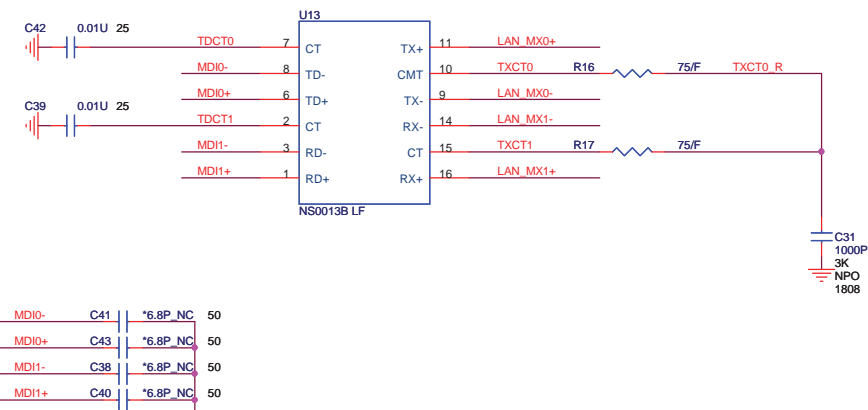 U13
C42 0.01U 25
TDCT0 7 CT TX+ 11 LAN_MX0+
MDI0- 8 TD- CMT 10 TXCT0 R16 75/F TXCT0_R
MDI0+ 6 TD+ TX- 9 LAN_MX0-
C39 0.01U 25
TDCT1 2 CT RX- 14 LAN_MX1-
MDI1- 3 RD- CT 15 TXCT1 R17 75/F
MDI1+ 1 RD+ RX+ 16 LAN_MX1+
NS0013B LF
C31
1000P
3K
NPO
1808
MDI0- C41 *6.8P_NC 50
MDI0+ C43 *6.8P_NC 50
MDI1- C38 *6.8P_NC 50
MDI1+ C40 *6.8P_NC 50